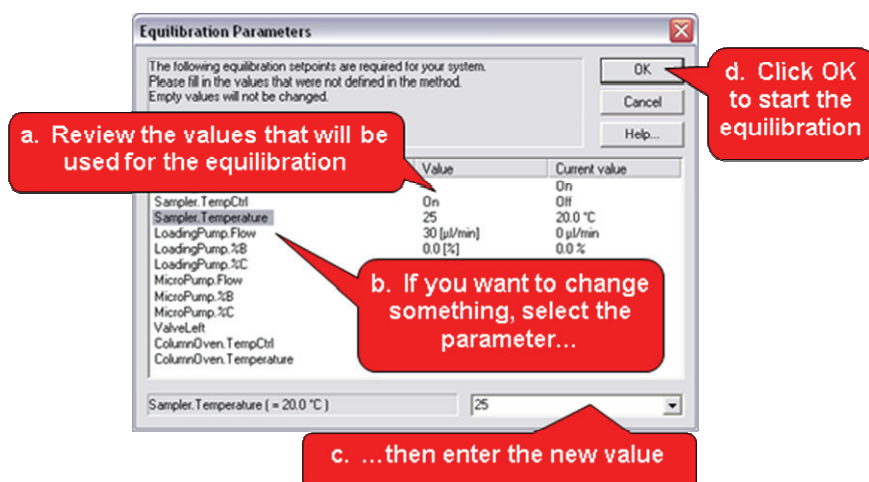 Equilibration Parameters
The following equilibration setpoints are required for your system.
Please fill in the values that were not defined in the method.
Empty values will not be changed.
OK
Cancel
Help...
d. Click OK
to start the
equilibration
a. Review the values that will be
used for the equilibration
Value Current value
On
Sampler.TempCtrl On Off
Sampler.Temperature 25 20.0 °C
LoadingPump.Flow 30 [µl/min] 0 µl/min
LoadingPump.%B 0.0 [%] 0.0 %
LoadingPump.%C
MicroPump.Flow
MicroPump.%B
MicroPump.%C
ValveLeft
ColumnOven.TempCtrl
ColumnOven.Temperature
b. If you want to change
something, select the
parameter...
Sampler.Temperature ( = 20.0 °C ) 25
c. ...then enter the new value